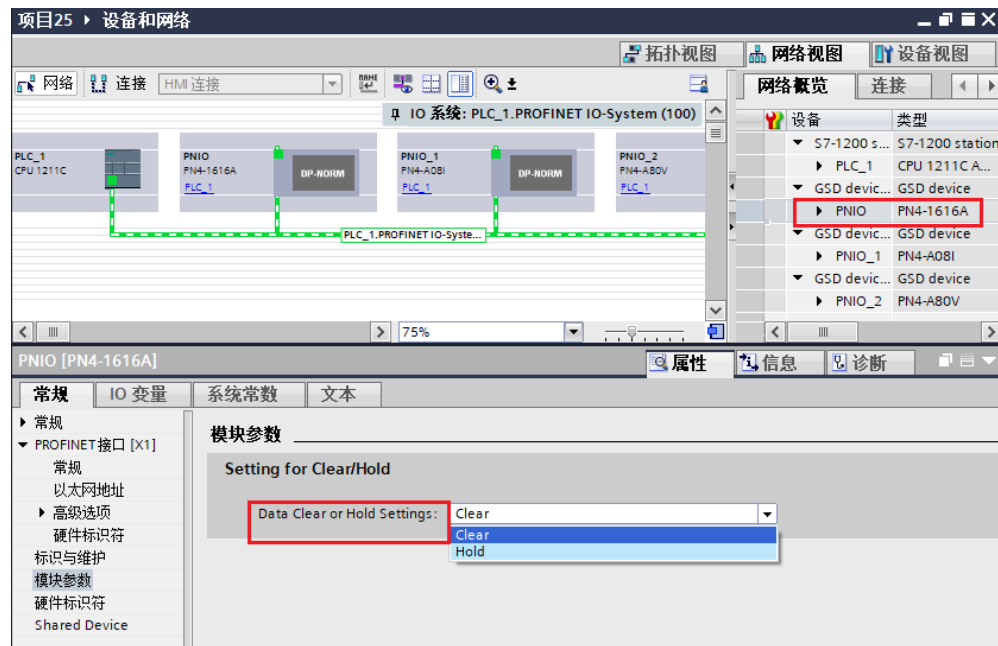 项目25 ▸ 设备和网络
拓扑视图 网络视图 设备视图
网络 连接 HMI 连接
网络概览 连接
IO 系统: PLC_1.PROFINET IO-System (100)
设备 类型
PLC_1
CPU 1211C
PNIO
PN4-1616A
PLC_1
DP-NORM
PNIO_1
PN4-A08I
PLC_1
DP-NORM
PNIO_2
PN4-A80V
PLC_1
PLC_1.PROFINET IO-Syste...
S7-1200 s... S7-1200 station
PLC_1 CPU 1211C A...
GSD devic... GSD device
PNIO PN4-1616A
GSD devic... GSD device
PNIO_1 PN4-A08I
GSD devic... GSD device
PNIO_2 PN4-A80V
75%
PNIO [PN4-1616A]
属性 信息 诊断
常规 IO 变量 系统常数 文本
常规
PROFINET接口 [X1]
常规
以太网地址
高级选项
硬件标识符
标识与维护
模块参数
硬件标识符
Shared Device
模块参数
Setting for Clear/Hold
Data Clear or Hold Settings: Clear
Clear
Hold